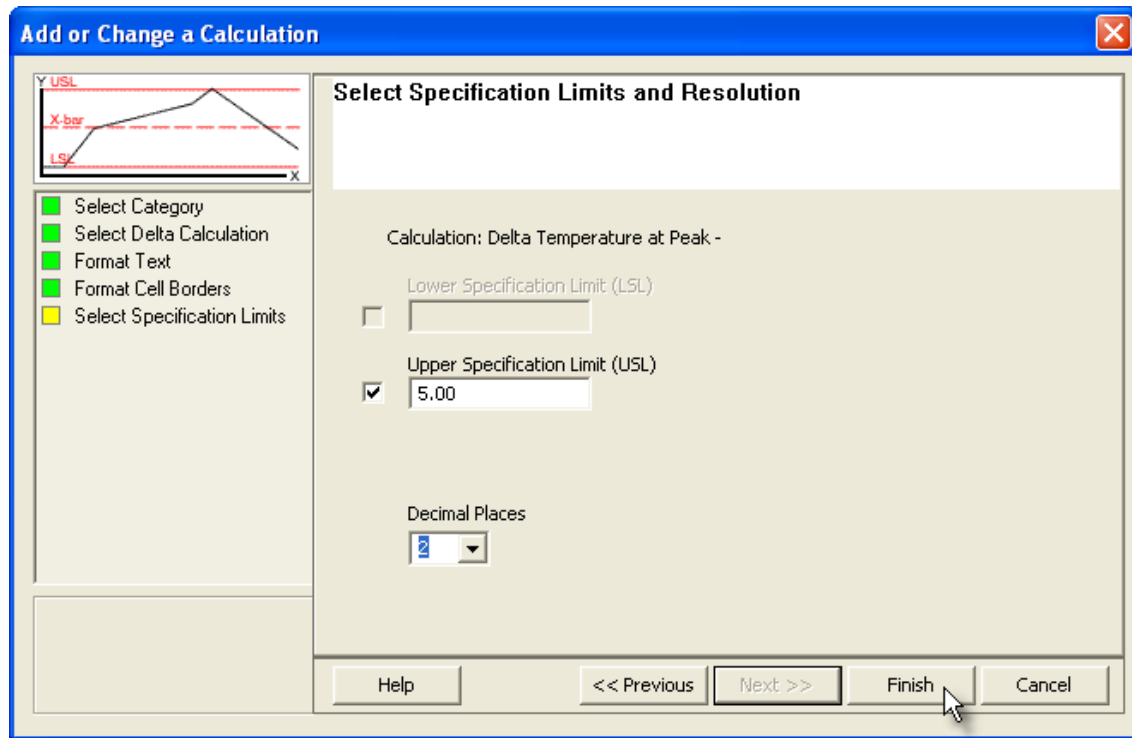 Add or Change a Calculation
Y USL
X-bar
LSL
X
Select Category
Select Delta Calculation
Format Text
Format Cell Borders
Select Specification Limits
Select Specification Limits and Resolution
Calculation: Delta Temperature at Peak -
Lower Specification Limit (LSL)
Upper Specification Limit (USL)
5.00
Decimal Places
2
Help
<< Previous
Next >>
Finish
Cancel